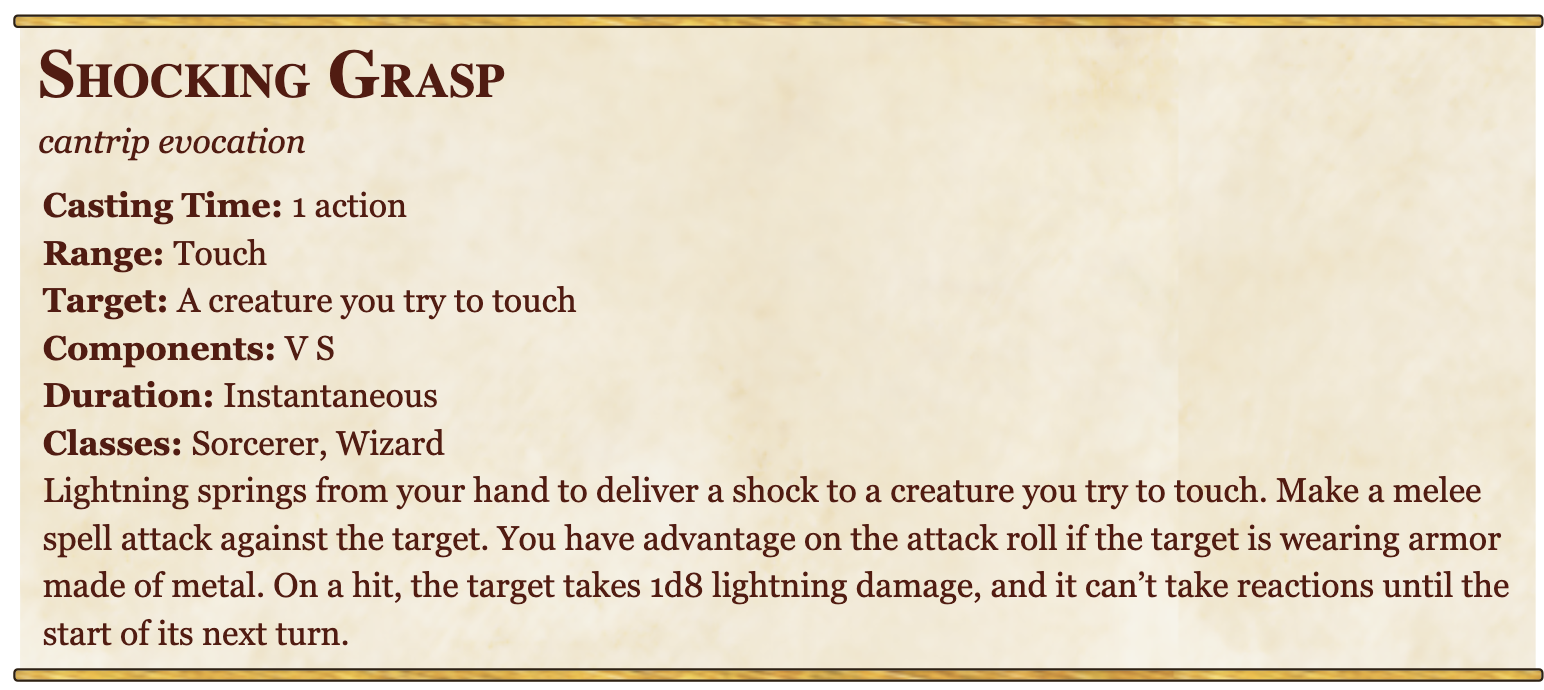 Shocking Grasp
cantrip evocation
Casting Time: 1 action
Range: Touch
Target: A creature you try to touch
Components: V S
Duration: Instantaneous
Classes: Sorcerer, Wizard
Lightning springs from your hand to deliver a shock to a creature you try to touch. Make a melee
spell attack against the target. You have advantage on the attack roll if the target is wearing armor
made of metal. On a hit, the target takes 1d8 lightning damage, and it can’t take reactions until the
start of its next turn.